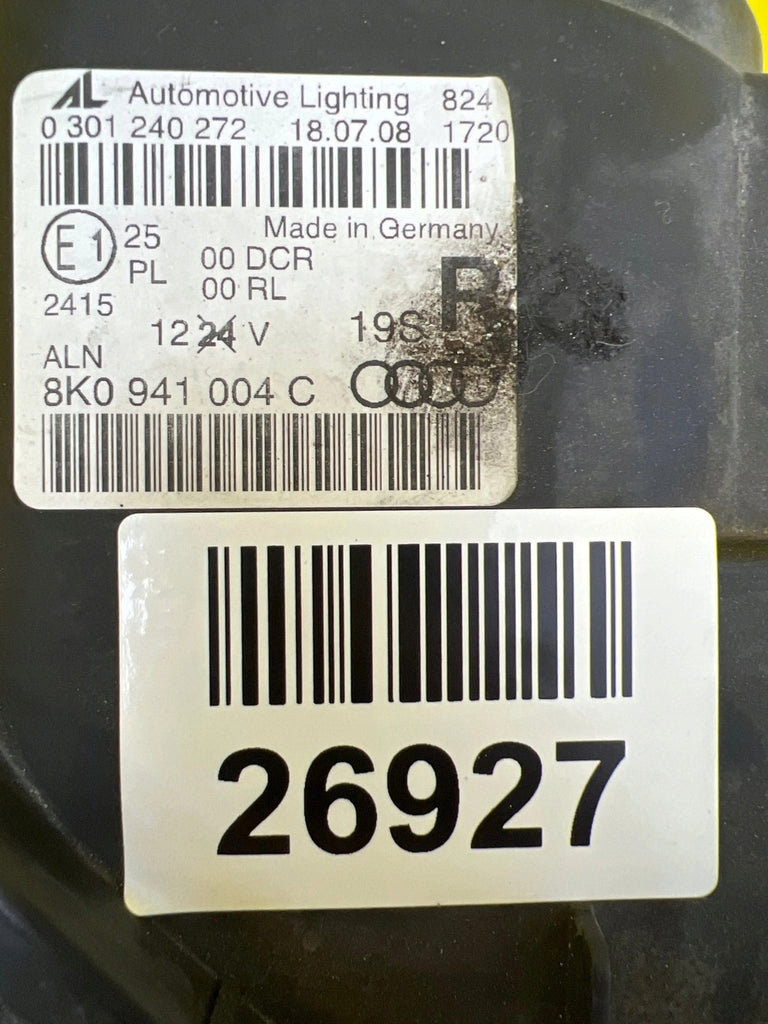 AL Automotive Lighting 824
0 301 240 272 18.07.08 1720
Made in Germany
E1 25
PL 00 DCR
00 RL
R
2415
12 24 V 19S
ALN
8K0 941 004 C
26927